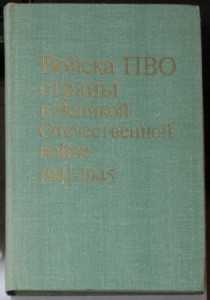 Войска ПВО
страны
в Великой
Отечественной
войне
1941-1945